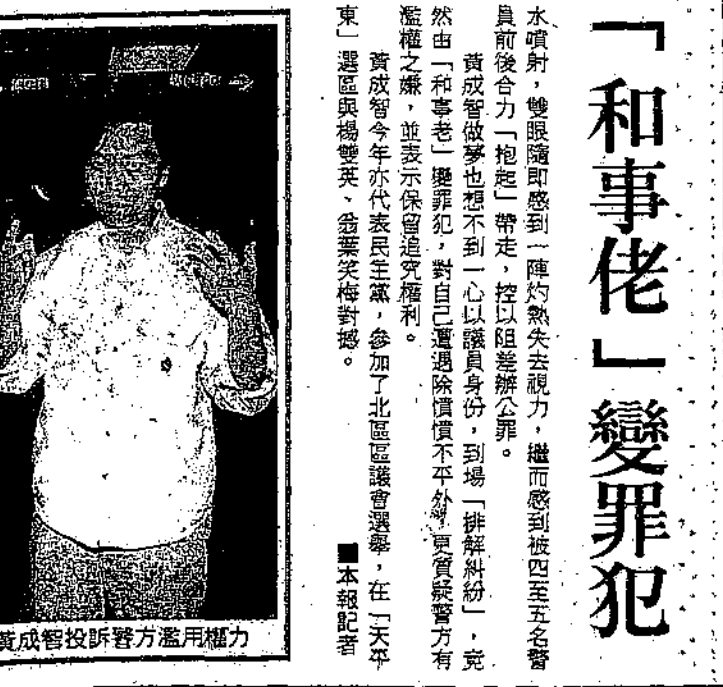 「和事佬」變罪犯
水噴射，雙眼隨即感到一陣灼熱失去視力，繼而感到被四至五名警
員前後合力「抱起」帶走，控以阻差辦公罪。
黃成智做夢也想不到一心以議員身份，到場「排解糾紛」，竟
然由「和事老」變罪犯，對自己遭遇除憤憤不平外，更質疑警方有
濫權之嫌，並表示保留追究權利。
黃成智今年亦代表民主黨，參加了北區區議會選舉，在「天平
東」選區與楊雙英、翁葉笑梅對撼。
■本報記者
黃成智投訴警方濫用權力